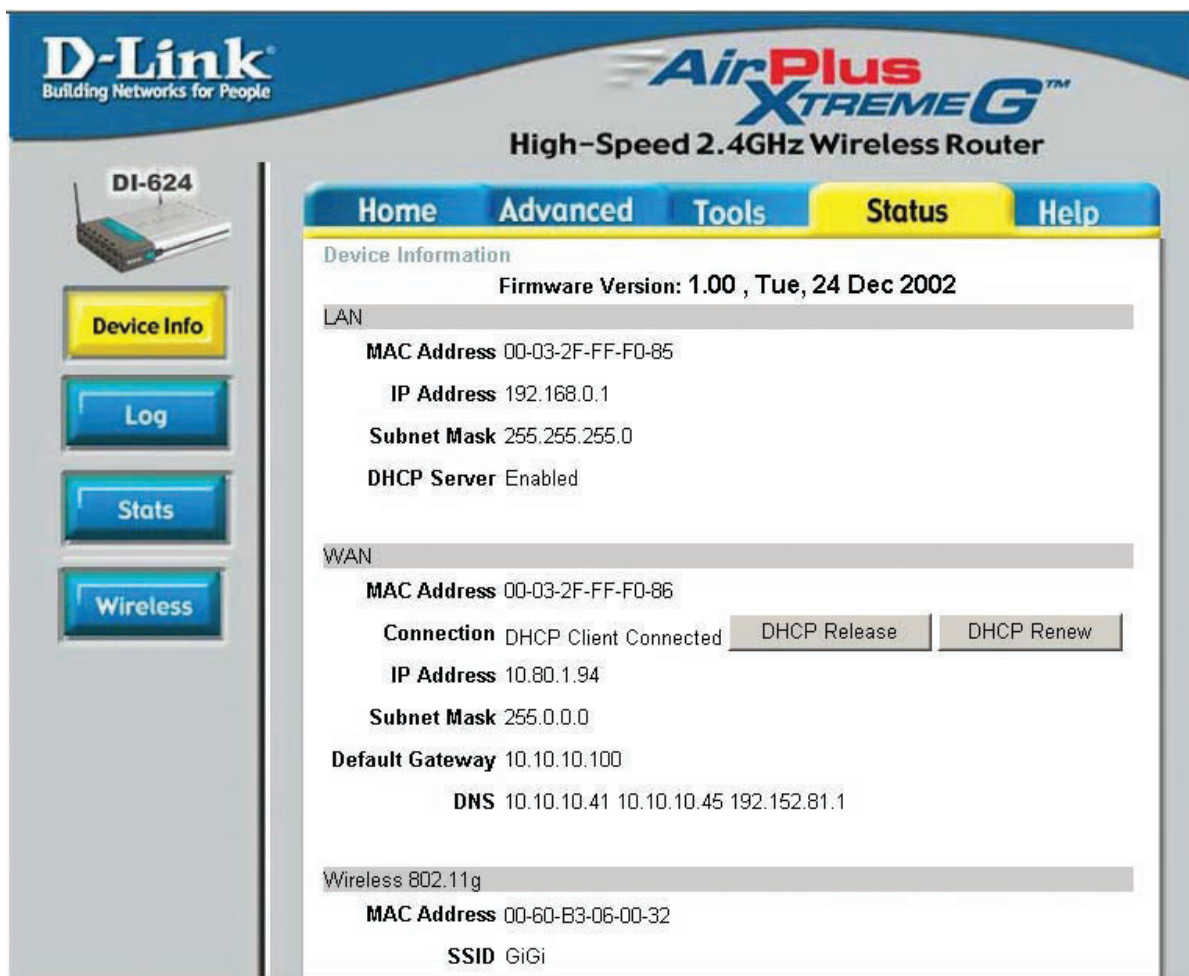 D-Link
Building Networks for People
AirPlus
XTREME G™
High-Speed 2.4GHz Wireless Router
DI-624
Home Advanced Tools Status Help
Device Info
Log
Stats
Wireless
Device Information
Firmware Version: 1.00 , Tue, 24 Dec 2002
LAN
MAC Address 00-03-2F-FF-F0-85
IP Address 192.168.0.1
Subnet Mask 255.255.255.0
DHCP Server Enabled
WAN
MAC Address 00-03-2F-FF-F0-86
Connection DHCP Client Connected DHCP Release DHCP Renew
IP Address 10.80.1.94
Subnet Mask 255.0.0.0
Default Gateway 10.10.10.100
DNS 10.10.10.41 10.10.10.45 192.152.81.1
Wireless 802.11g
MAC Address 00-60-B3-06-00-32
SSID GiGi